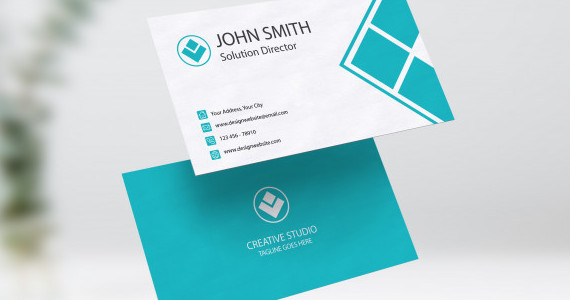 JOHN SMITH
Solution Director
Your Address, Your City
www.designwebsite@email.com
123 456 - 78910
www.designwebsite.com
CREATIVE STUDIO
TAGLINE GOES HERE